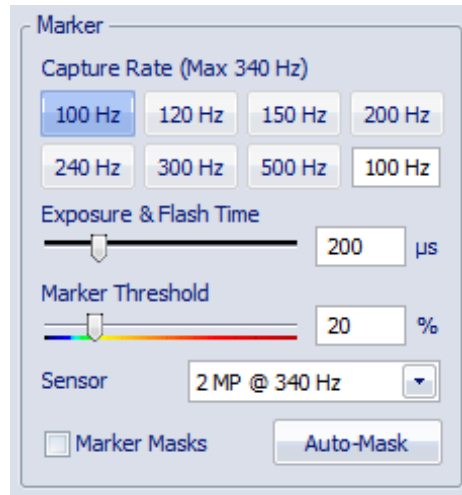 Marker
Capture Rate (Max 340 Hz)
100 Hz 120 Hz 150 Hz 200 Hz
240 Hz 300 Hz 500 Hz 100 Hz
Exposure & Flash Time
200 µs
Marker Threshold
20 %
Sensor 2 MP @ 340 Hz
Marker Masks Auto-Mask